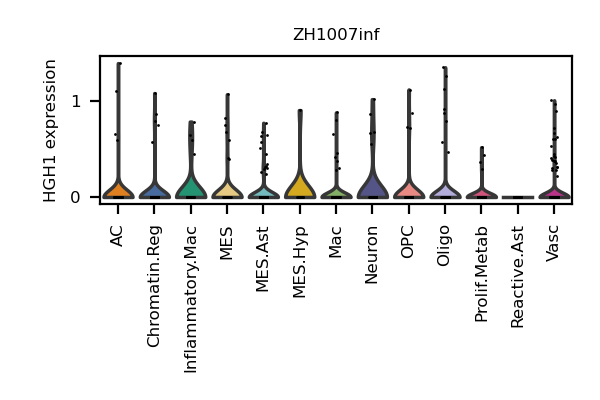 ZH1007inf
HGH1 expression
1
0
AC
Chromatin.Reg
Inflammatory.Mac
MES
MES.Ast
MES.Hyp
Mac
Neuron
OPC
Oligo
Prolif.Metab
Reactive.Ast
Vasc